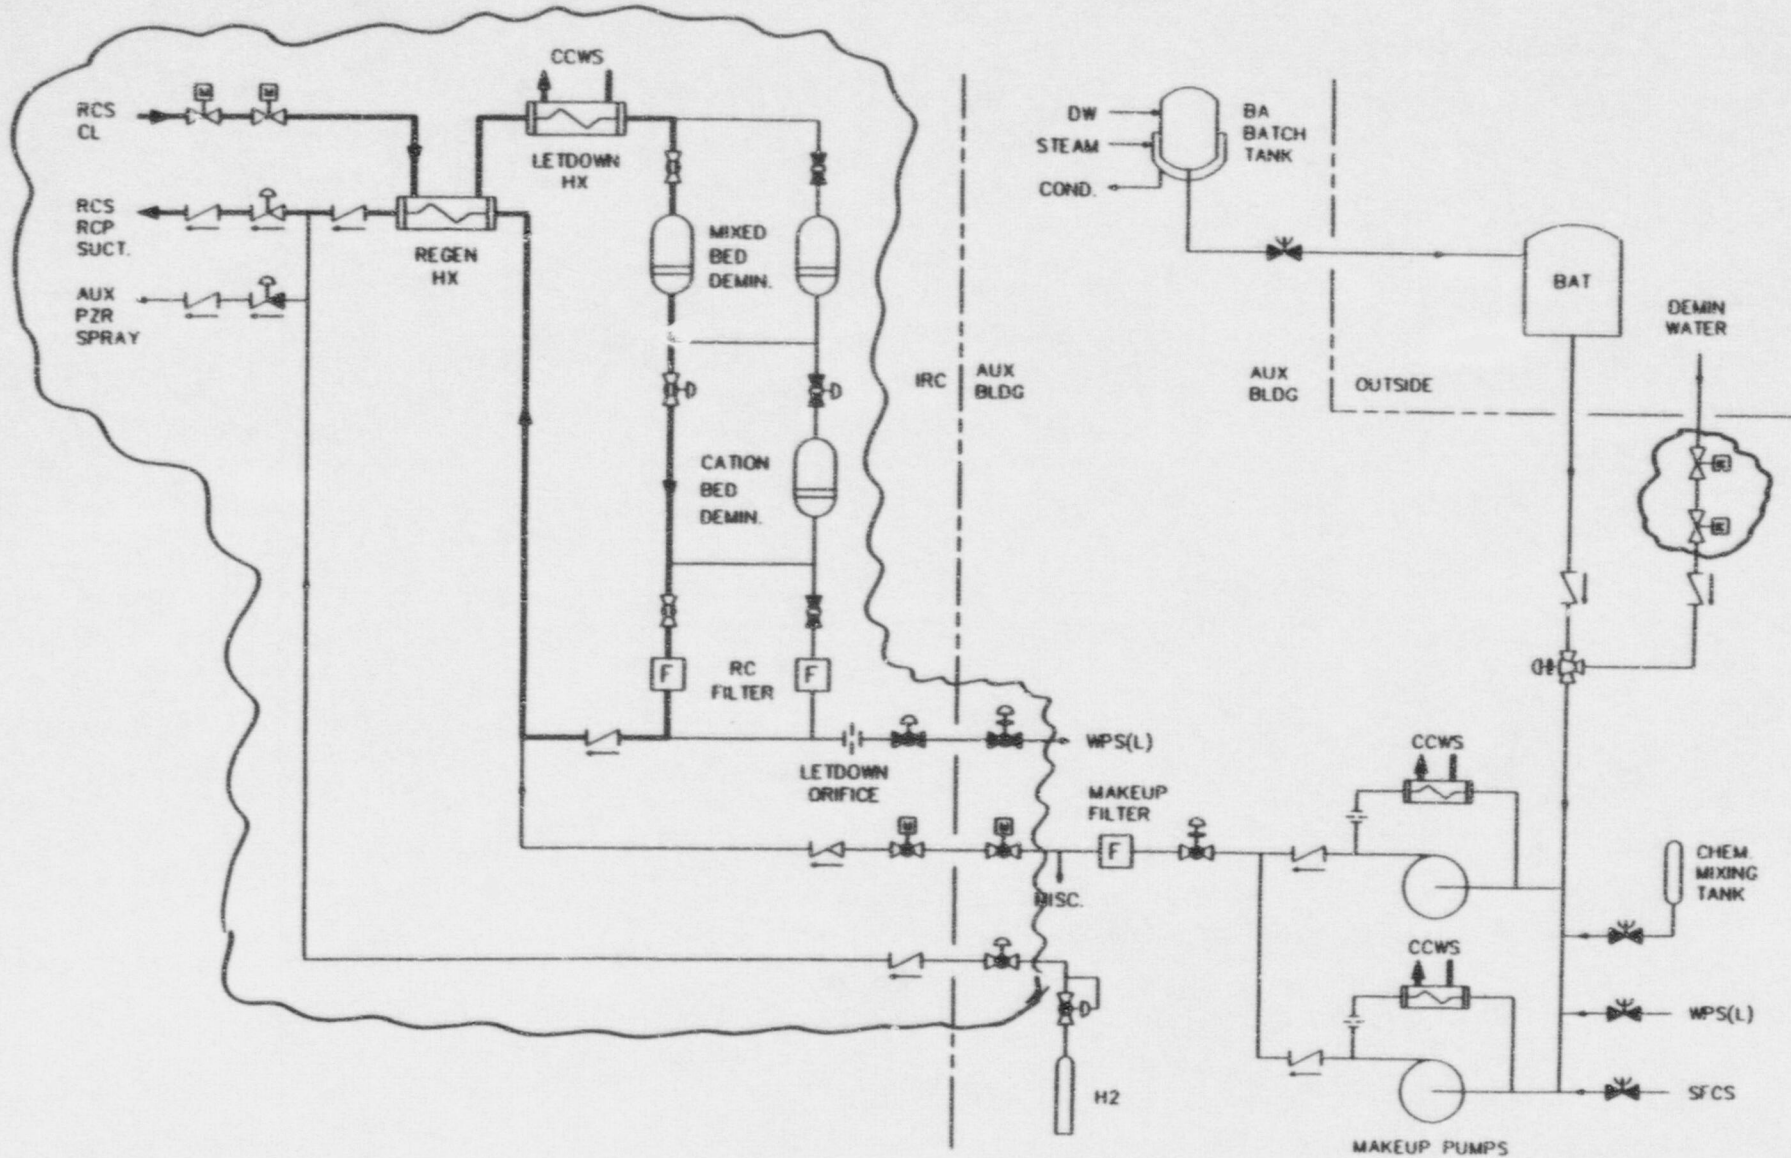 CCWS
RCS
CL
M
M
LETDOWN
HX
DW
STEAM
COND.
BA
BATCH
TANK
RCS
RCP
SUCT.
REGEN
HX
MIXED
BED
DEMIN.
AUX
PZR
SPRAY
BAT
DEMIN
WATER
IRC
AUX
BLDG
AUX
BLDG
OUTSIDE
CATION
BED
DEMIN.
F
RC
FILTER
F
WPS(L)
LETDOWN
ORIFICE
MAKEUP
FILTER
CCWS
M
M
F
MISC.
CHEM.
MIXING
TANK
CCWS
WPS(L)
H2
SFCS
MAKEUP PUMPS